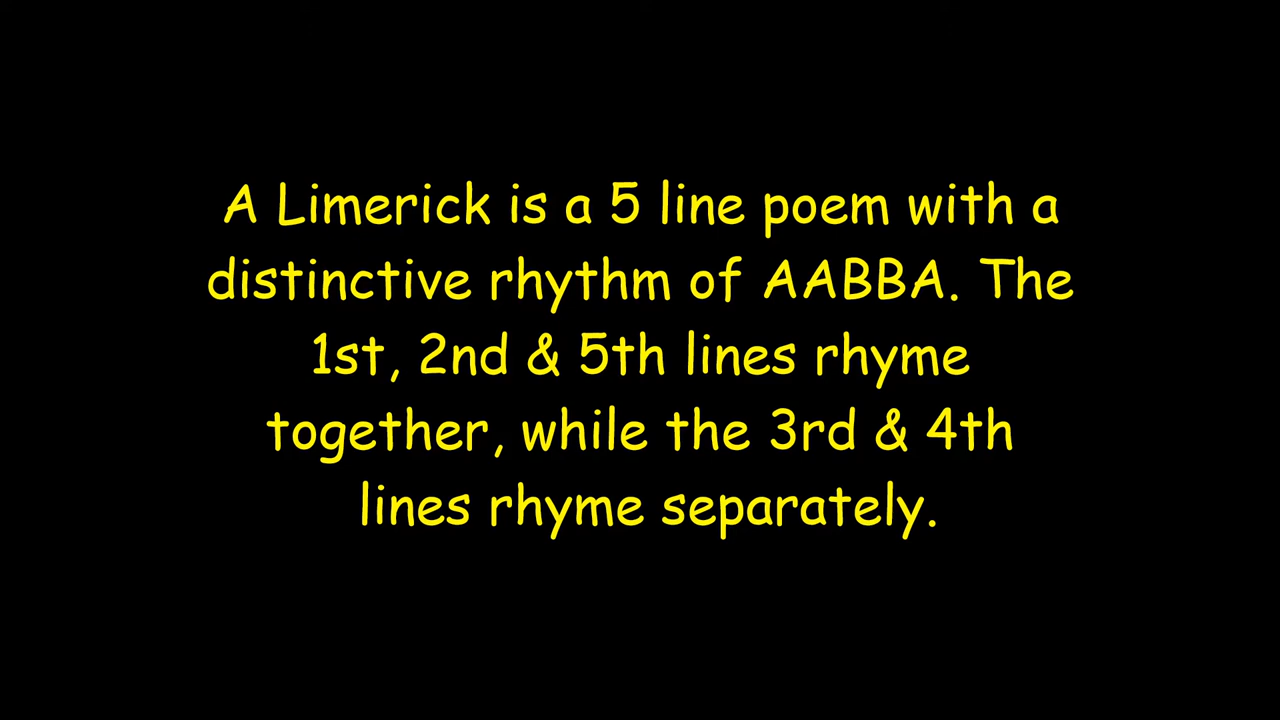 A Limerick is a 5 line poem with a
distinctive rhythm of AABBA. The
1st, 2nd & 5th lines rhyme
together, while the 3rd & 4th
lines rhyme separately.